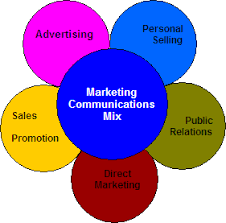 Advertising
Personal
Selling
Marketing
Communications
Mix
Sales
Promotion
Public
Relations
Direct
Marketing